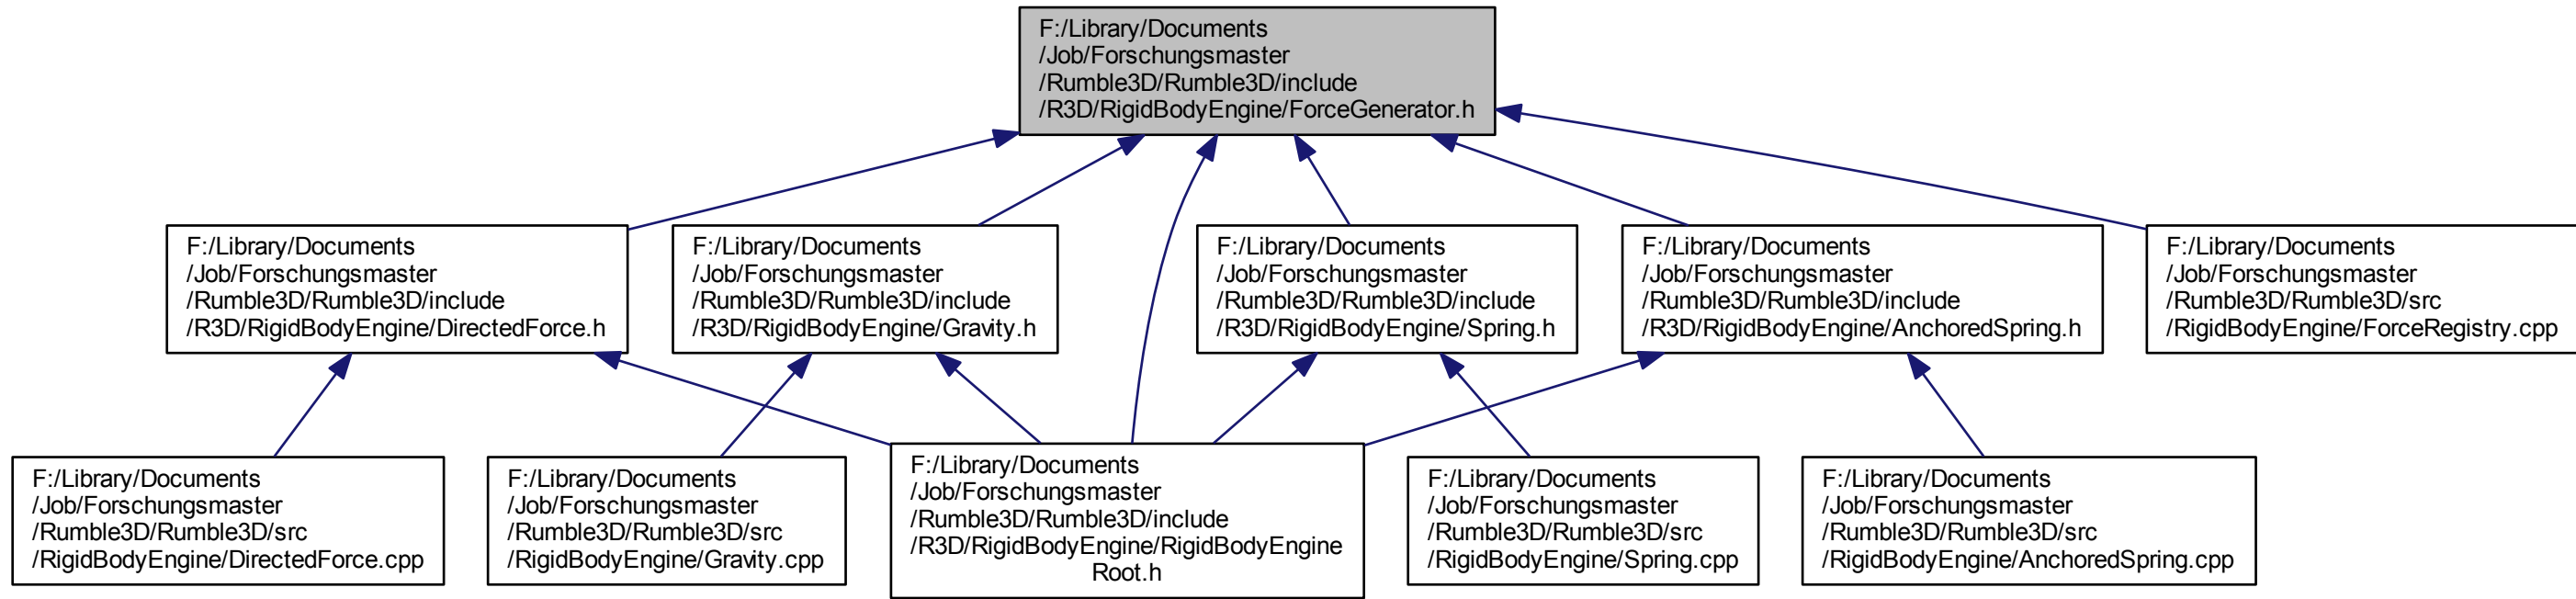 F:/Library/Documents
/Job/Forschungsmaster
/Rumble3D/Rumble3D/include
/R3D/RigidBodyEngine/ForceGenerator.h
F:/Library/Documents
/Job/Forschungsmaster
/Rumble3D/Rumble3D/include
/R3D/RigidBodyEngine/DirectedForce.h
F:/Library/Documents
/Job/Forschungsmaster
/Rumble3D/Rumble3D/include
/R3D/RigidBodyEngine/Gravity.h
F:/Library/Documents
/Job/Forschungsmaster
/Rumble3D/Rumble3D/include
/R3D/RigidBodyEngine/Spring.h
F:/Library/Documents
/Job/Forschungsmaster
/Rumble3D/Rumble3D/include
/R3D/RigidBodyEngine/AnchoredSpring.h
F:/Library/Documents
/Job/Forschungsmaster
/Rumble3D/Rumble3D/src
/RigidBodyEngine/ForceRegistry.cpp
F:/Library/Documents
/Job/Forschungsmaster
/Rumble3D/Rumble3D/src
/RigidBodyEngine/DirectedForce.cpp
F:/Library/Documents
/Job/Forschungsmaster
/Rumble3D/Rumble3D/src
/RigidBodyEngine/Gravity.cpp
F:/Library/Documents
/Job/Forschungsmaster
/Rumble3D/Rumble3D/include
/R3D/RigidBodyEngine/RigidBodyEngine
Root.h
F:/Library/Documents
/Job/Forschungsmaster
/Rumble3D/Rumble3D/src
/RigidBodyEngine/Spring.cpp
F:/Library/Documents
/Job/Forschungsmaster
/Rumble3D/Rumble3D/src
/RigidBodyEngine/AnchoredSpring.cpp